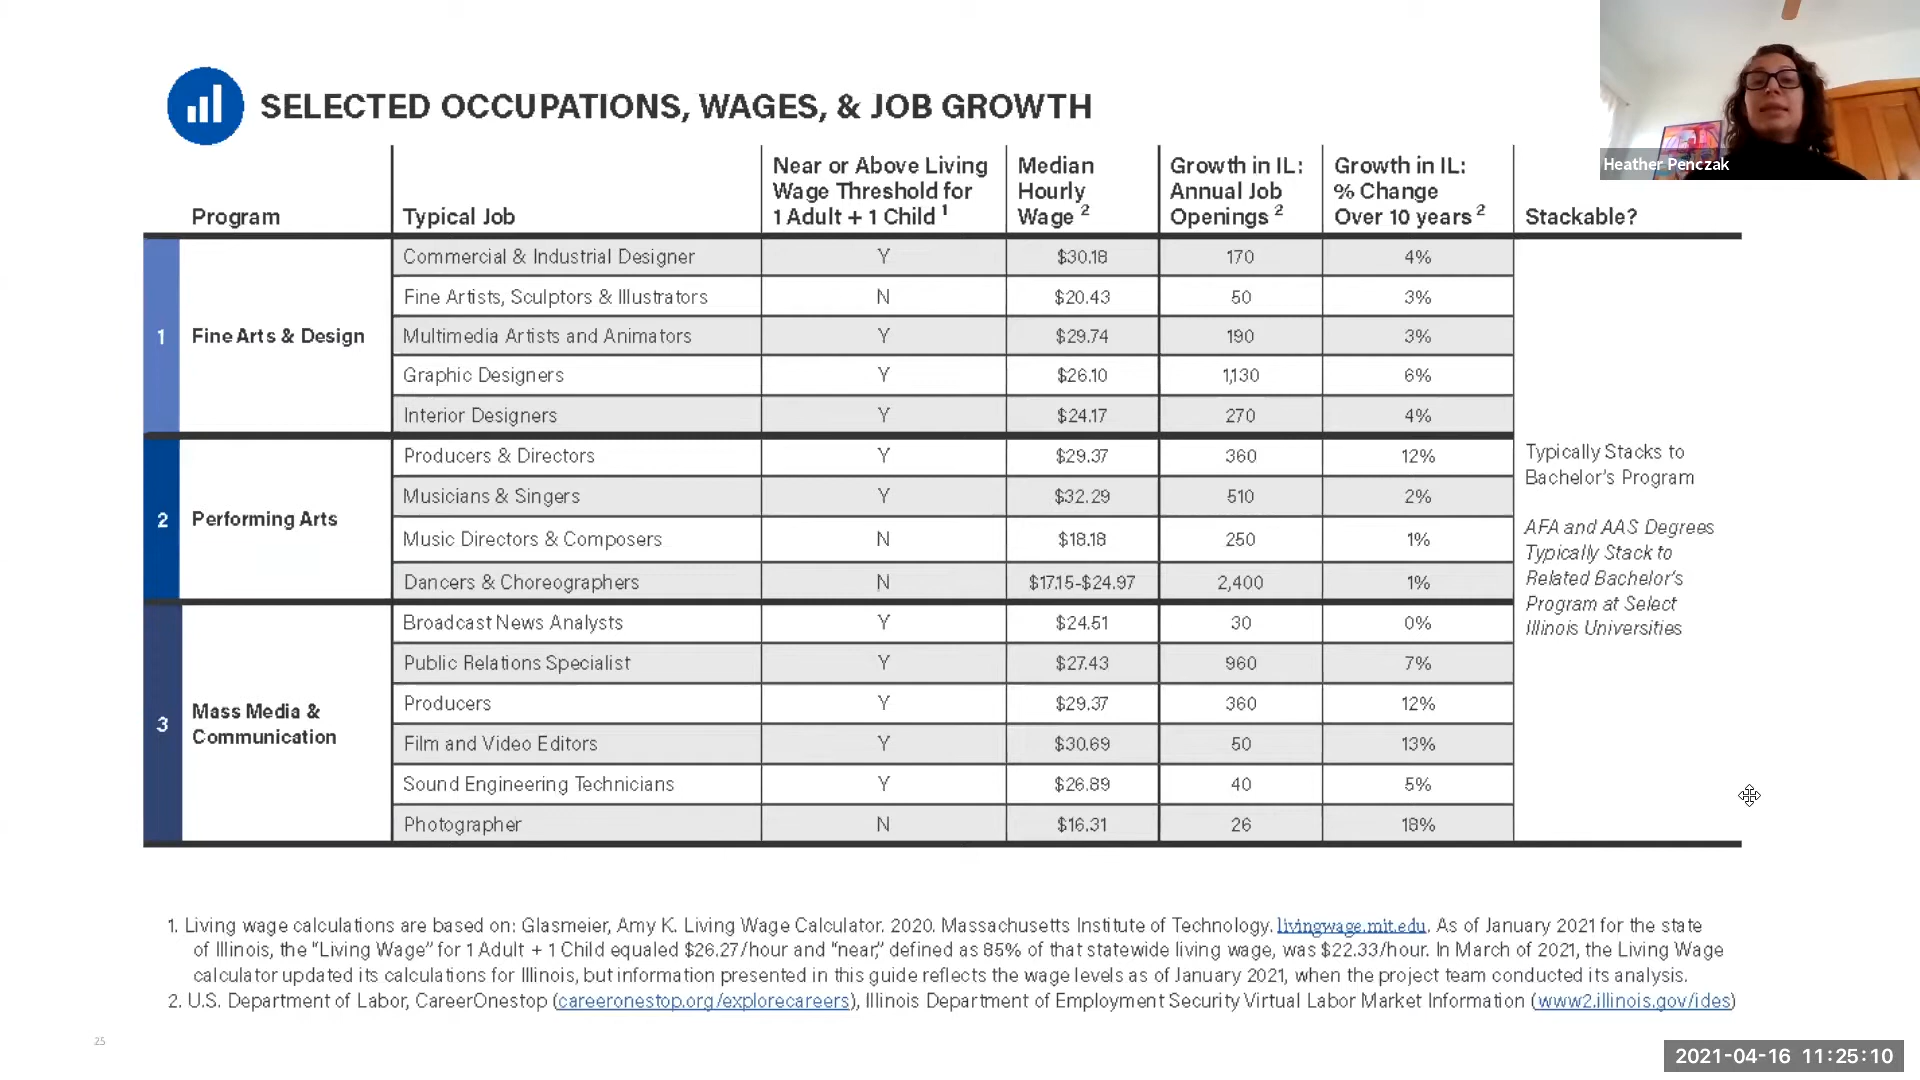 SELECTED OCCUPATIONS, WAGES, & JOB GROWTH
Heather Penczak
Program
Typical Job
Near or Above Living
Wage Threshold for
1 Adult + 1 Child 1
Median
Hourly
Wage 2
Growth in IL:
Annual Job
Openings 2
Growth in IL:
% Change
Over 10 years 2
Stackable?
1
Fine Arts & Design
Commercial & Industrial Designer Y $30.18 170 4%
Fine Artists, Sculptors & Illustrators N $20.43 50 3%
Multimedia Artists and Animators Y $29.74 190 3%
Graphic Designers Y $26.10 1,130 6%
Interior Designers Y $24.17 270 4%
2
Performing Arts
Producers & Directors Y $29.37 360 12%
Musicians & Singers Y $32.29 510 2%
Music Directors & Composers N $18.18 250 1%
Dancers & Choreographers N $17.15-$24.97 2,400 1%
3
Mass Media &
Communication
Broadcast News Analysts Y $24.51 30 0%
Public Relations Specialist Y $27.43 960 7%
Producers Y $29.37 360 12%
Film and Video Editors Y $30.69 50 13%
Sound Engineering Technicians Y $26.89 40 5%
Photographer N $16.31 26 18%
Typically Stacks to
Bachelor's Program
AFA and AAS Degrees
Typically Stack to
Related Bachelor's
Program at Select
Illinois Universities
1. Living wage calculations are based on: Glasmeier, Amy K. Living Wage Calculator. 2020. Massachusetts Institute of Technology. livingwage.mit.edu. As of January 2021 for the state
of Illinois, the "Living Wage" for 1 Adult + 1 Child equaled $26.27/hour and "near," defined as 85% of that statewide living wage, was $22.33/hour. In March of 2021, the Living Wage
calculator updated its calculations for Illinois, but information presented in this guide reflects the wage levels as of January 2021, when the project team conducted its analysis.
2. U.S. Department of Labor, CareerOnestop (careeronestop.org/explorecareers), Illinois Department of Employment Security Virtual Labor Market Information (www2.illinois.gov/ides)
25
2021-04-16 11:25:10